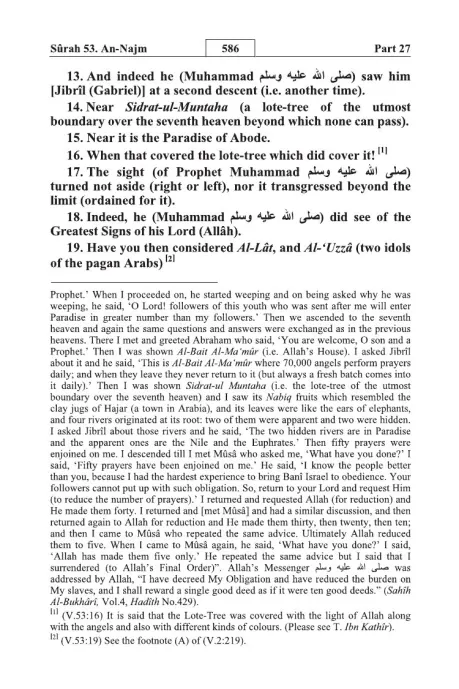 Sûrah 53. An-Najm 586 Part 27
13. And indeed he (Muhammad صلى الله عليه وسلم) saw him
[Jibrîl (Gabriel)] at a second descent (i.e. another time).
14. Near Sidrat-ul-Muntaha (a lote-tree of the utmost
boundary over the seventh heaven beyond which none can pass).
15. Near it is the Paradise of Abode.
16. When that covered the lote-tree which did cover it! [1]
17. The sight (of Prophet Muhammad صلى الله عليه وسلم)
turned not aside (right or left), nor it transgressed beyond the
limit (ordained for it).
18. Indeed, he (Muhammad صلى الله عليه وسلم) did see of the
Greatest Signs of his Lord (Allâh).
19. Have you then considered Al-Lât, and Al-‘Uzzâ (two idols
of the pagan Arabs) [2]
Prophet.’ When I proceeded on, he started weeping and on being asked why he was
weeping, he said, ‘O Lord! followers of this youth who was sent after me will enter
Paradise in greater number than my followers.’ Then we ascended to the seventh
heaven and again the same questions and answers were exchanged as in the previous
heavens. There I met and greeted Abraham who said, ‘You are welcome, O son and a
Prophet.’ Then I was shown Al-Bait Al-Ma‘mûr (i.e. Allah’s House). I asked Jibrîl
about it and he said, ‘This is Al-Bait Al-Ma‘mûr where 70,000 angels perform prayers
daily; and when they leave they never return to it (but always a fresh batch comes into
it daily).’ Then I was shown Sidrat-ul Muntaha (i.e. the lote-tree of the utmost
boundary over the seventh heaven) and I saw its Nabiq fruits which resembled the
clay jugs of Hajar (a town in Arabia), and its leaves were like the ears of elephants,
and four rivers originated at its root: two of them were apparent and two were hidden.
I asked Jibrîl about those rivers and he said, ‘The two hidden rivers are in Paradise
and the apparent ones are the Nile and the Euphrates.’ Then fifty prayers were
enjoined on me. I descended till I met Mûsâ who asked me, ‘What have you done?’ I
said, ‘Fifty prayers have been enjoined on me.’ He said, ‘I know the people better
than you, because I had the hardest experience to bring Banî Israel to obedience. Your
followers cannot put up with such obligation. So, return to your Lord and request Him
(to reduce the number of prayers).’ I returned and requested Allah (for reduction) and
He made them forty. I returned and [met Mûsâ] and had a similar discussion, and then
returned again to Allah for reduction and He made them thirty, then twenty, then ten;
and then I came to Mûsâ who repeated the same advice. Ultimately Allah reduced
them to five. When I came to Mûsâ again, he said, ‘What have you done?’ I said,
‘Allah has made them five only.’ He repeated the same advice but I said that I
surrendered (to Allah’s Final Order)”. Allah’s Messenger صلى الله عليه وسلم was
addressed by Allah, “I have decreed My Obligation and have reduced the burden on
My slaves, and I shall reward a single good deed as if it were ten good deeds.” (Sahîh
Al-Bukhârî, Vol.4, Hadîth No.429).
[1] (V.53:16) It is said that the Lote-Tree was covered with the light of Allah along
with the angels and also with different kinds of colours. (Please see T. Ibn Kathîr).
[2] (V.53:19) See the footnote (A) of (V.2:219).